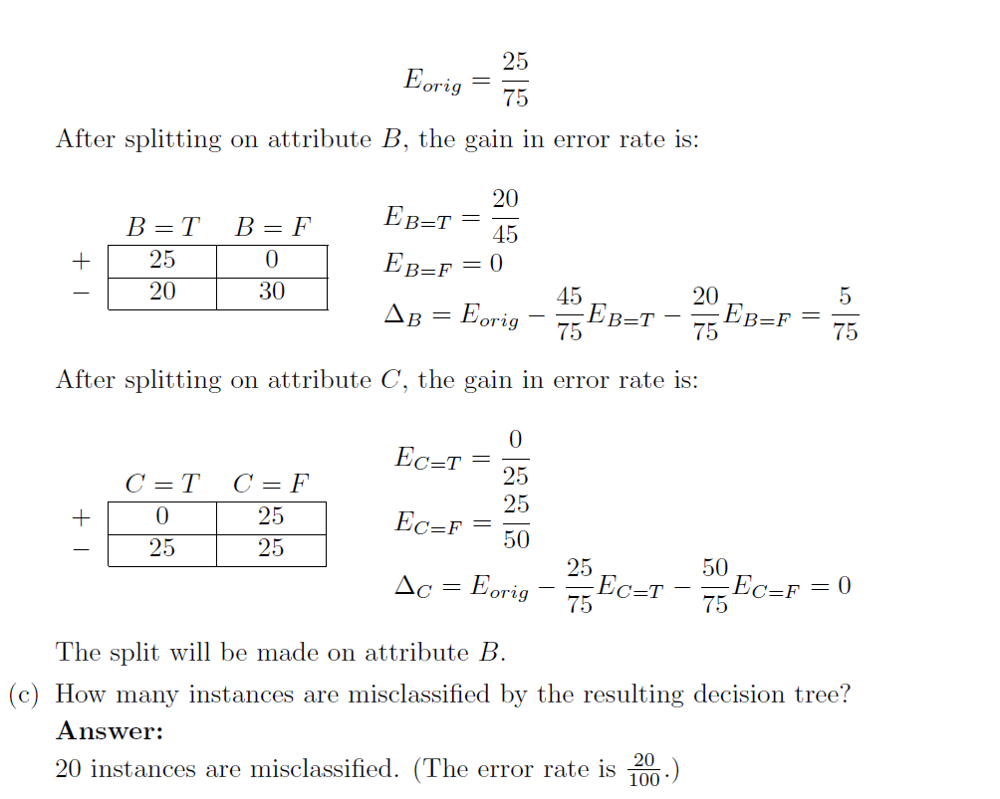 E_{orig} = \frac{25}{75}
After splitting on attribute B, the gain in error rate is:
B = T B = F
+ 25 0
− 20 30
E_{B=T} = \frac{20}{45}
E_{B=F} = 0
Δ_B = E_{orig} − \frac{45}{75}E_{B=T} − \frac{20}{75}E_{B=F} = \frac{5}{75}
After splitting on attribute C, the gain in error rate is:
C = T C = F
+ 0 25
− 25 25
E_{C=T} = \frac{0}{25}
E_{C=F} = \frac{25}{50}
Δ_C = E_{orig} − \frac{25}{75}E_{C=T} − \frac{50}{75}E_{C=F} = 0
The split will be made on attribute B.
(c) How many instances are misclassified by the resulting decision tree?
Answer:
20 instances are misclassified. (The error rate is \frac{20}{100}.)